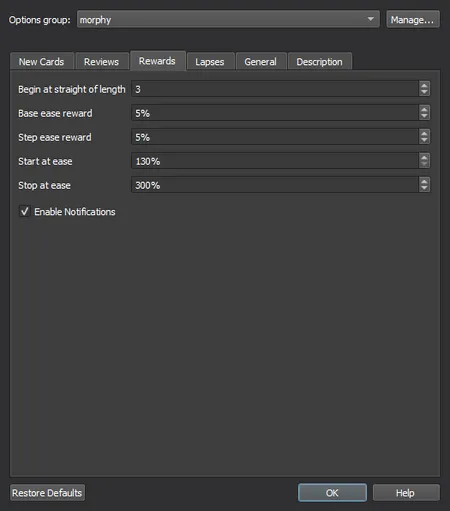 Options group: morphy Manage...
New Cards Reviews Rewards Lapses General Description
Begin at straight of length 3
Base ease reward 5%
Step ease reward 5%
Start at ease 130%
Stop at ease 300%
Enable Notifications
Restore Defaults OK Help